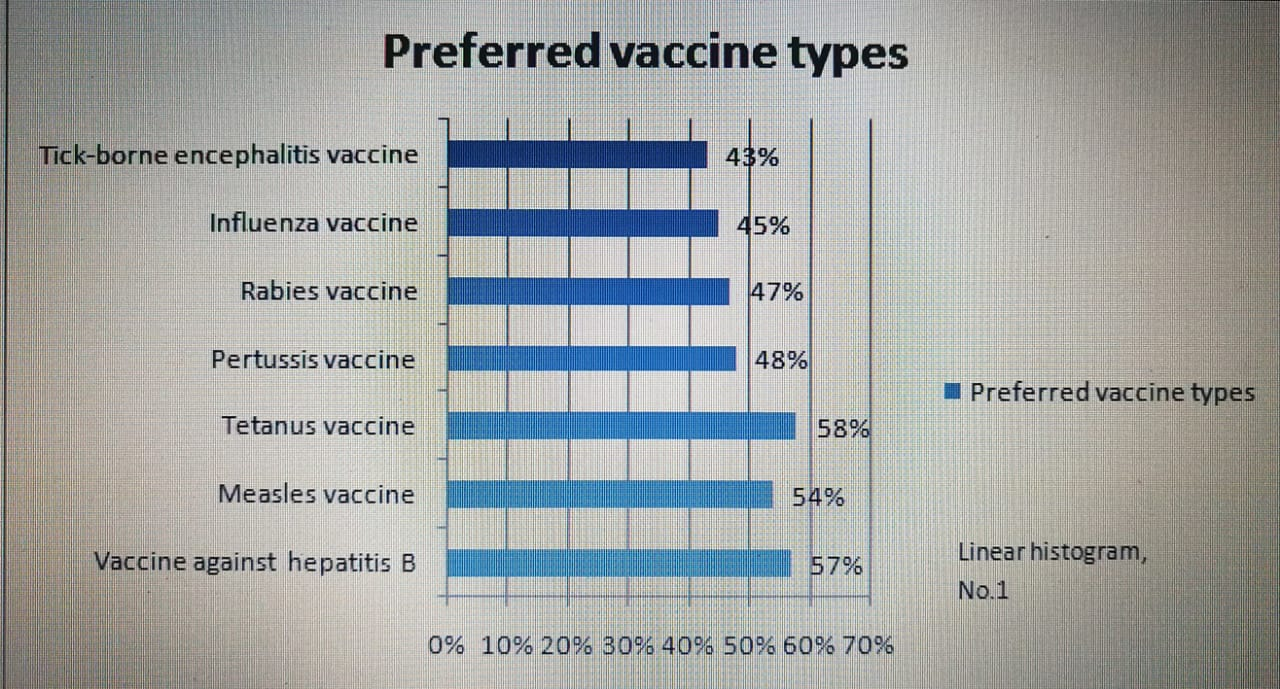 Preferred vaccine types
Tick-borne encephalitis vaccine 43%
Influenza vaccine 45%
Rabies vaccine 47%
Pertussis vaccine 48%
Preferred vaccine types
Tetanus vaccine 58%
Measles vaccine 54%
Vaccine against hepatitis B 57%
Linear histogram,
No.1
0% 10% 20% 30% 40% 50% 60% 70%